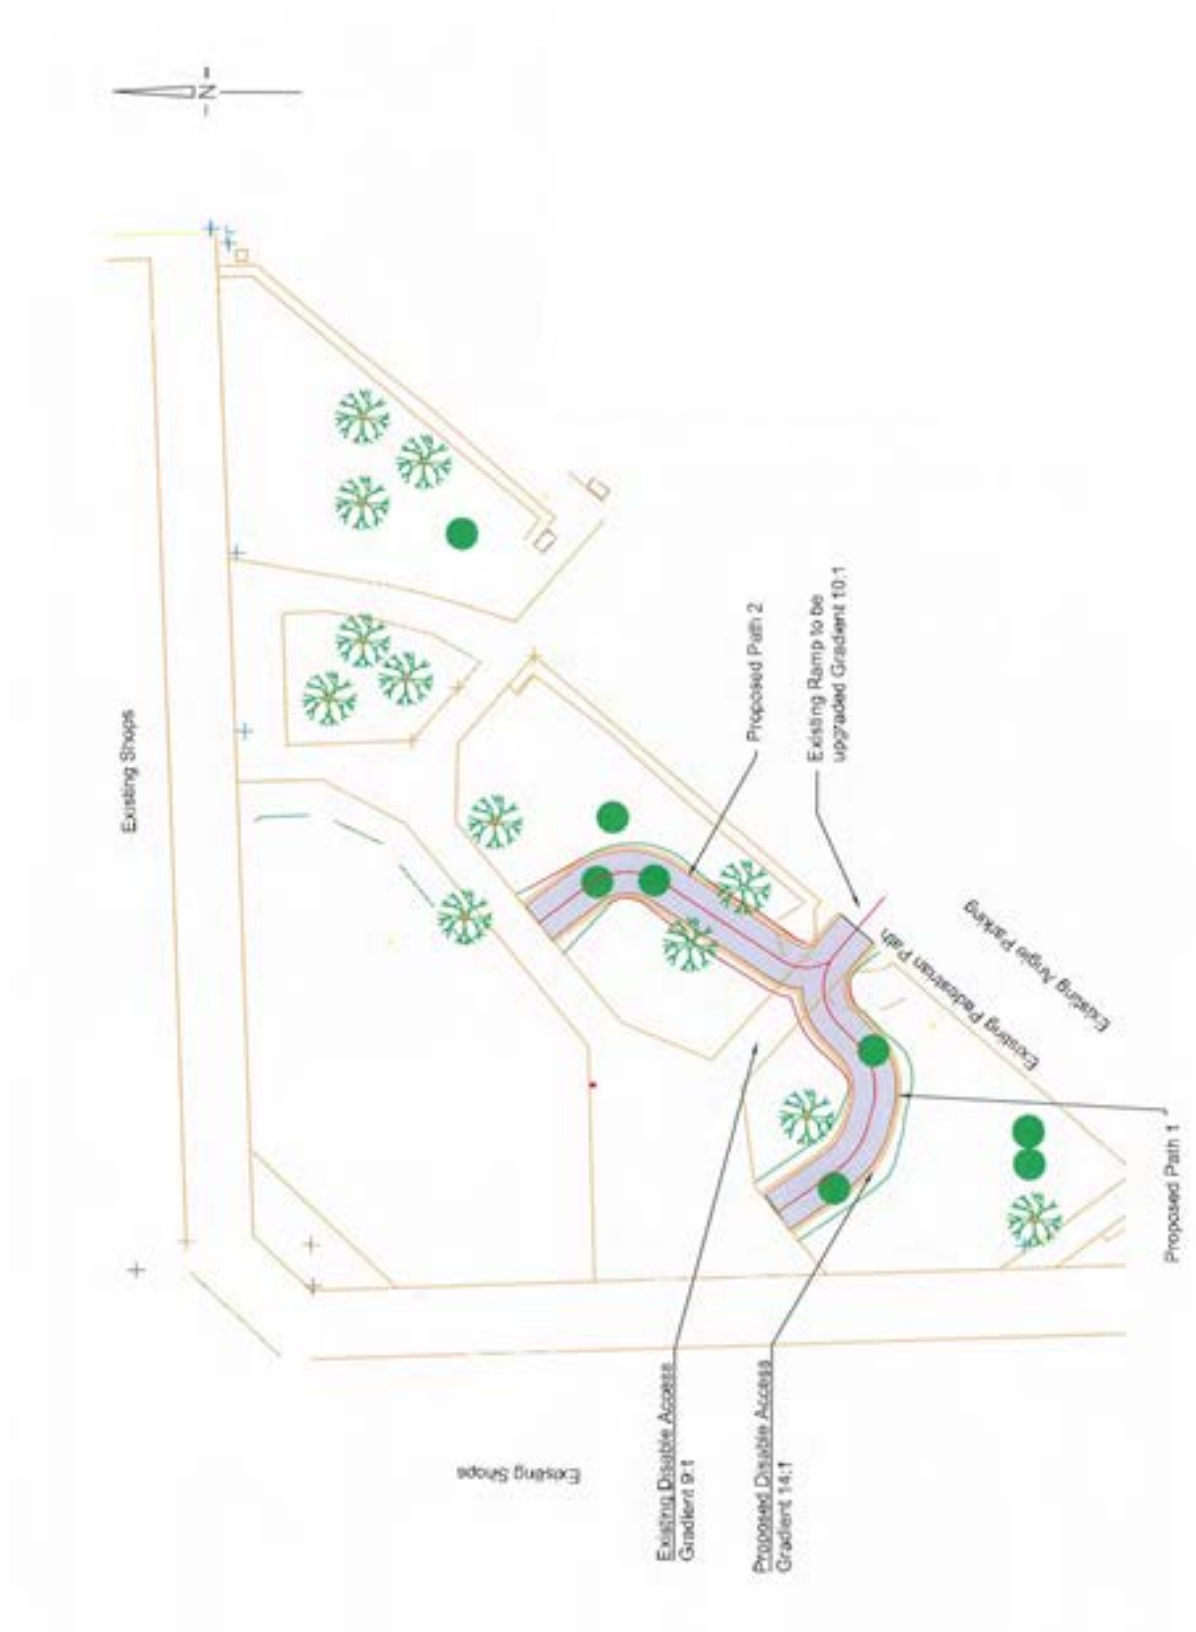 N
Existing Shops
Proposed Path 2
Existing Ramp to be
upgraded Gradient 10:1
Existing Pedestrian Path
Existing Angle Parking
Existing Shops
Existing Disable Access
Gradient 9:1
Proposed Disable Access
Gradient 14:1
Proposed Path 1